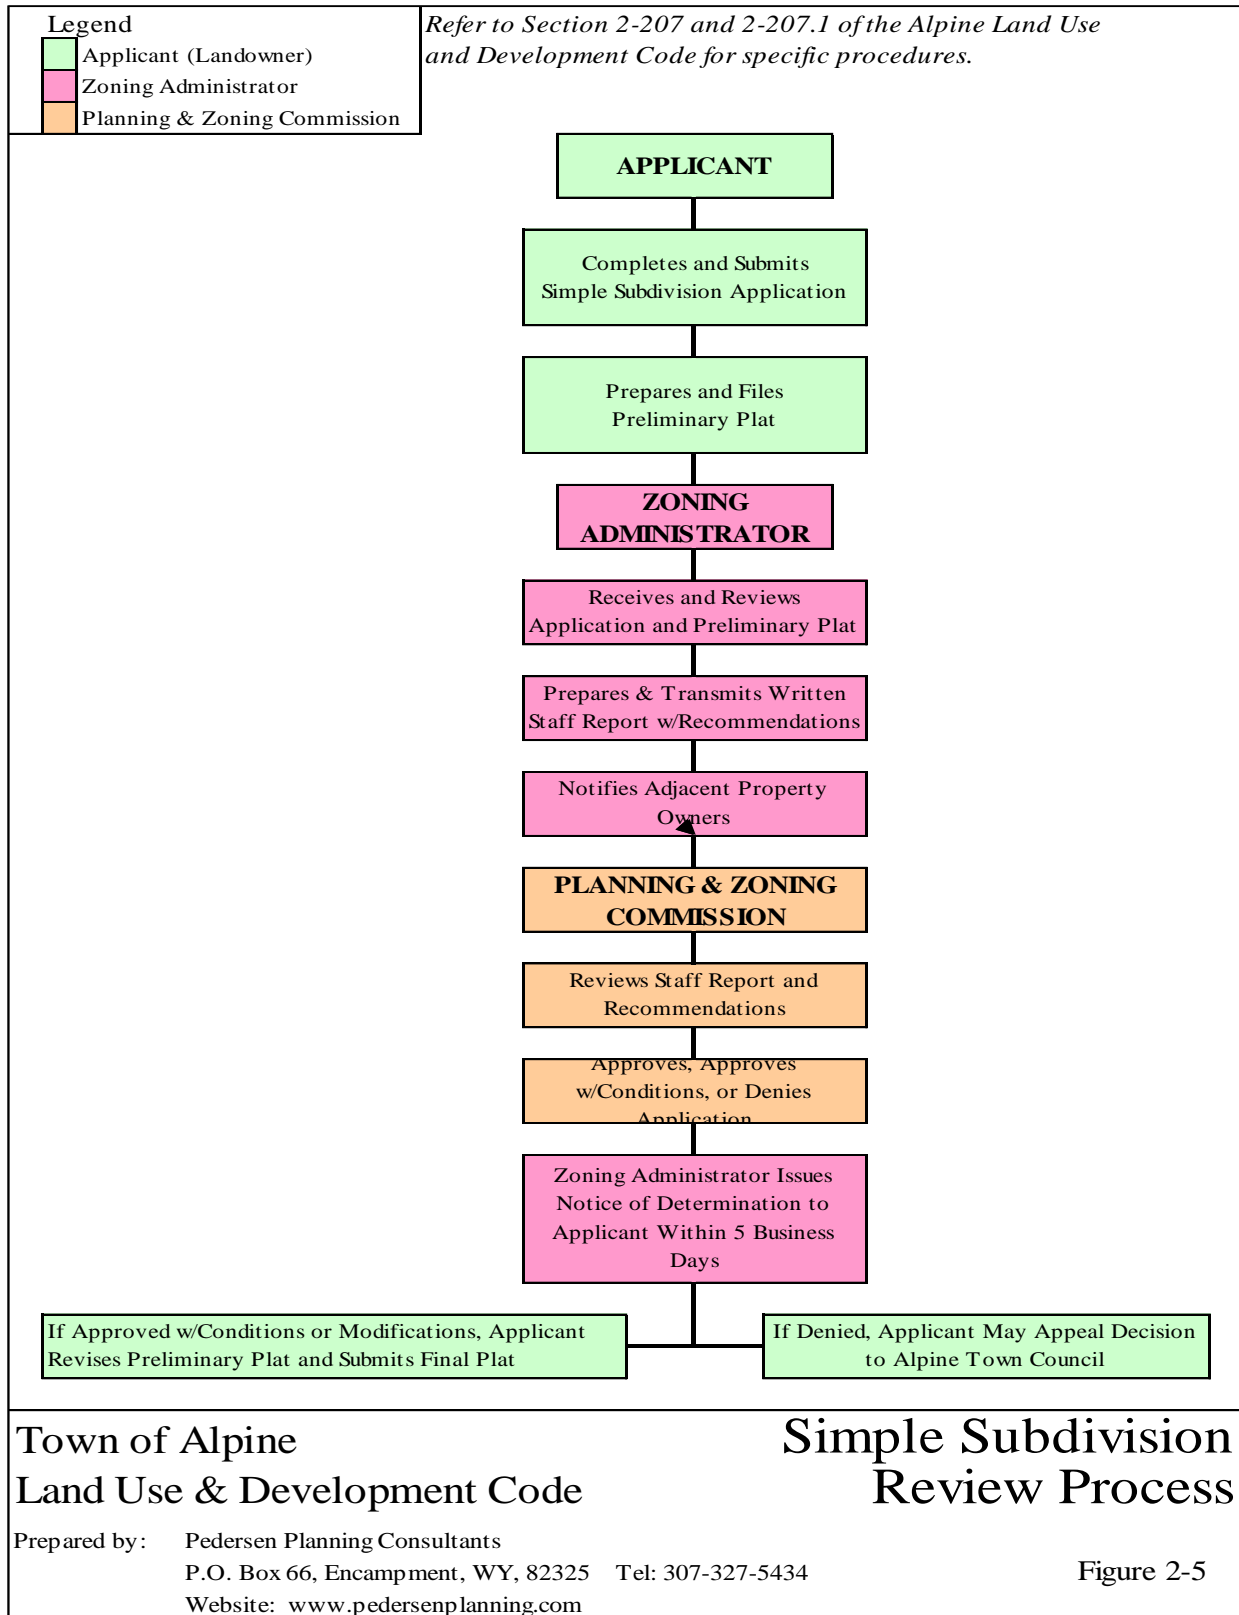 Legend
Applicant (Landowner)
Zoning Administrator
Planning & Zoning Commission
Refer to Section 2-207 and 2-207.1 of the Alpine Land Use
and Development Code for specific procedures.
APPLICANT
Completes and Submits
Simple Subdivision Application
Prepares and Files
Preliminary Plat
ZONING
ADMINISTRATOR
Receives and Reviews
Application and Preliminary Plat
Prepares & Transmits Written
Staff Report w/Recommendations
Notifies Adjacent Property
Owners
PLANNING & ZONING
COMMISSION
Reviews Staff Report and
Recommendations
Approves, Approves
w/Conditions, or Denies
Application
Zoning Administrator Issues
Notice of Determination to
Applicant Within 5 Business
Days
If Approved w/Conditions or Modifications, Applicant
Revises Preliminary Plat and Submits Final Plat
If Denied, Applicant May Appeal Decision
to Alpine Town Council
Town of Alpine
Land Use & Development Code
Simple Subdivision
Review Process
Prepared by: Pedersen Planning Consultants
P.O. Box 66, Encampment, WY, 82325 Tel: 307-327-5434
Website: www.pedersenplanning.com
Figure 2-5